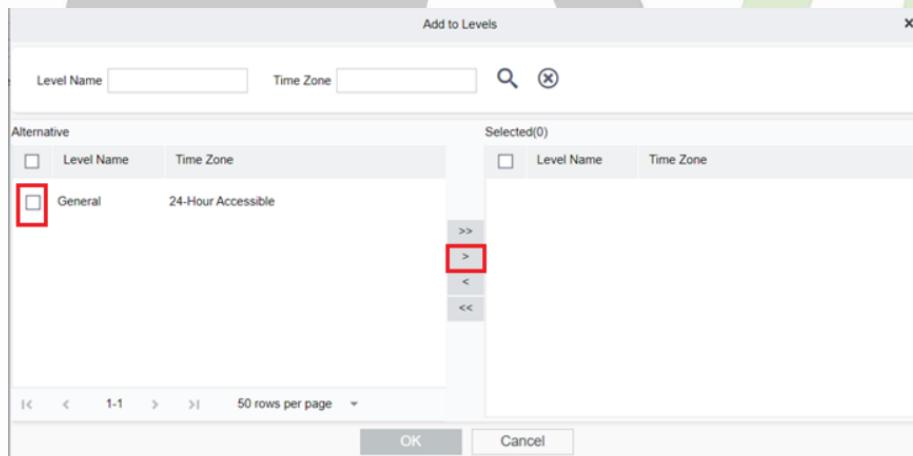 Add to Levels
Level Name Time Zone
Alternative Selected(0)
Level Name Time Zone Level Name Time Zone
General 24-Hour Accessible
>>
>
<
<<
|< < 1-1 > >| 50 rows per page
OK Cancel